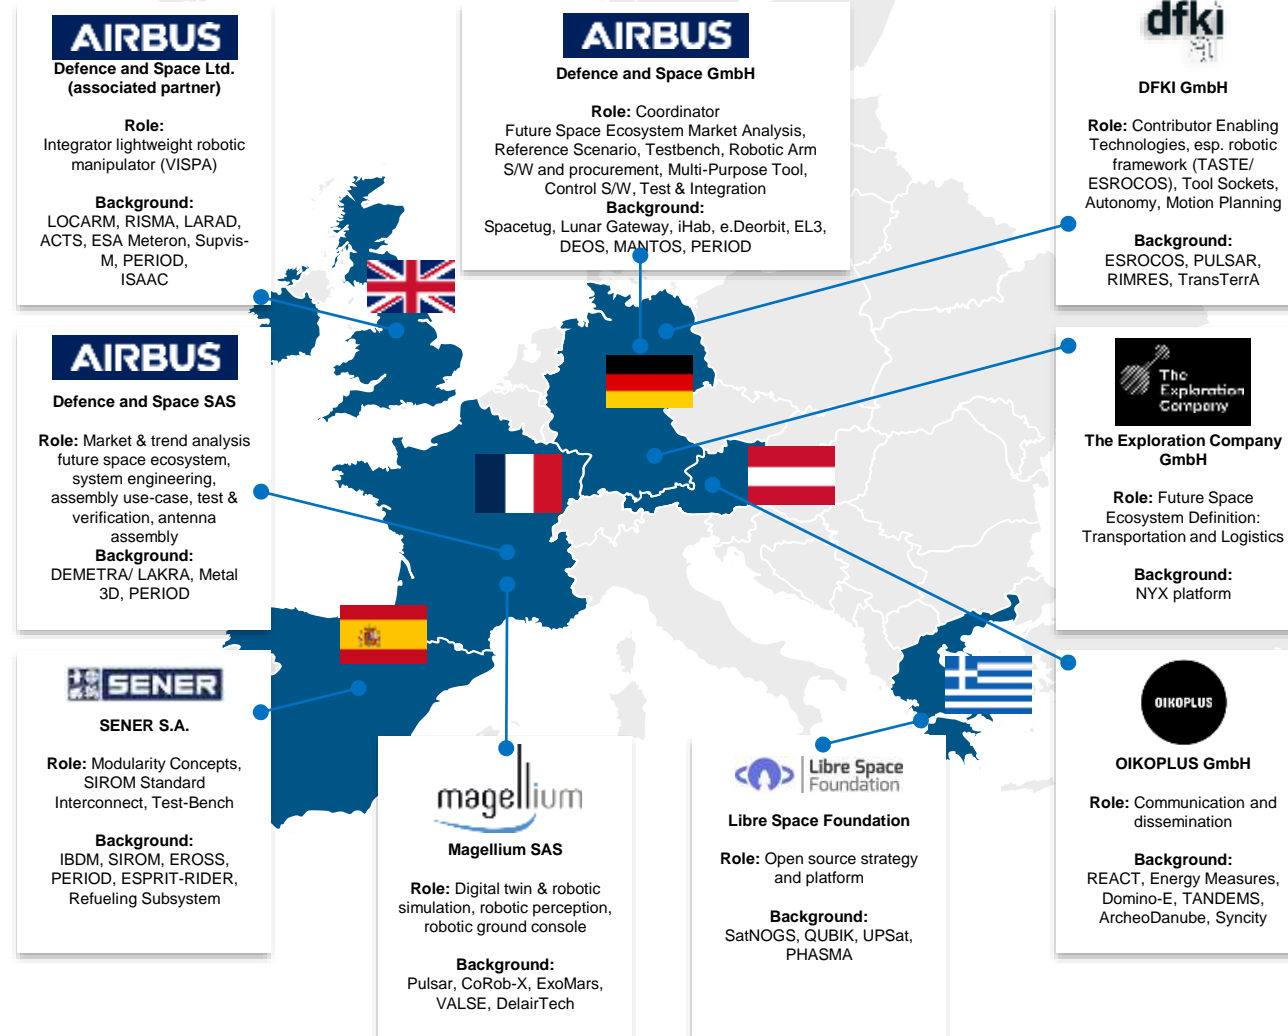 AIRBUS
Defence and Space Ltd.
(associated partner)
Role:
Integrator lightweight robotic
manipulator (VISPA)
Background:
LOCARM, RISMA, LARAD,
ACTS, ESA Meteron, Supvis-
M, PERIOD,
ISAAC
AIRBUS
Defence and Space GmbH
Role: Coordinator
Future Space Ecosystem Market Analysis,
Reference Scenario, Testbench, Robotic Arm
S/W and procurement, Multi-Purpose Tool,
Control S/W, Test & Integration
Background:
Spacetug, Lunar Gateway, iHab, e.Deorbit, EL3,
DEOS, MANTOS, PERIOD
dfki
DFKI GmbH
Role: Contributor Enabling
Technologies, esp. robotic
framework (TASTE/
ESROCOS), Tool Sockets,
Autonomy, Motion Planning
Background:
ESROCOS, PULSAR,
RIMRES, TransTerrA
AIRBUS
Defence and Space SAS
Role: Market & trend analysis
future space ecosystem,
system engineering,
assembly use-case, test &
verification, antenna
assembly
Background:
DEMETRA/ LAKRA, Metal
3D, PERIOD
The
Exploration
Company
The Exploration Company
GmbH
Role: Future Space
Ecosystem Definition:
Transportation and Logistics
Background:
NYX platform
SENER
SENER S.A.
Role: Modularity Concepts,
SIROM Standard
Interconnect, Test-Bench
Background:
IBDM, SIROM, EROSS,
PERIOD, ESPRIT-RIDER,
Refueling Subsystem
magellium
Magellium SAS
Role: Digital twin & robotic
simulation, robotic perception,
robotic ground console
Background:
Pulsar, CoRob-X, ExoMars,
VALSE, DelairTech
Libre Space
Foundation
Libre Space Foundation
Role: Open source strategy
and platform
Background:
SatNOGS, QUBIK, UPSat,
PHASMA
OIKOPLUS
OIKOPLUS GmbH
Role: Communication and
dissemination
Background:
REACT, Energy Measures,
Domino-E, TANDEMS,
ArcheoDanube, Syncity